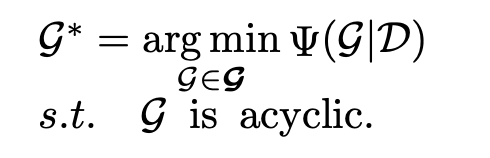 𝒢* = arg min Ψ(𝒢|𝒟)
𝒢∈𝓖
s.t. 𝒢 is acyclic.